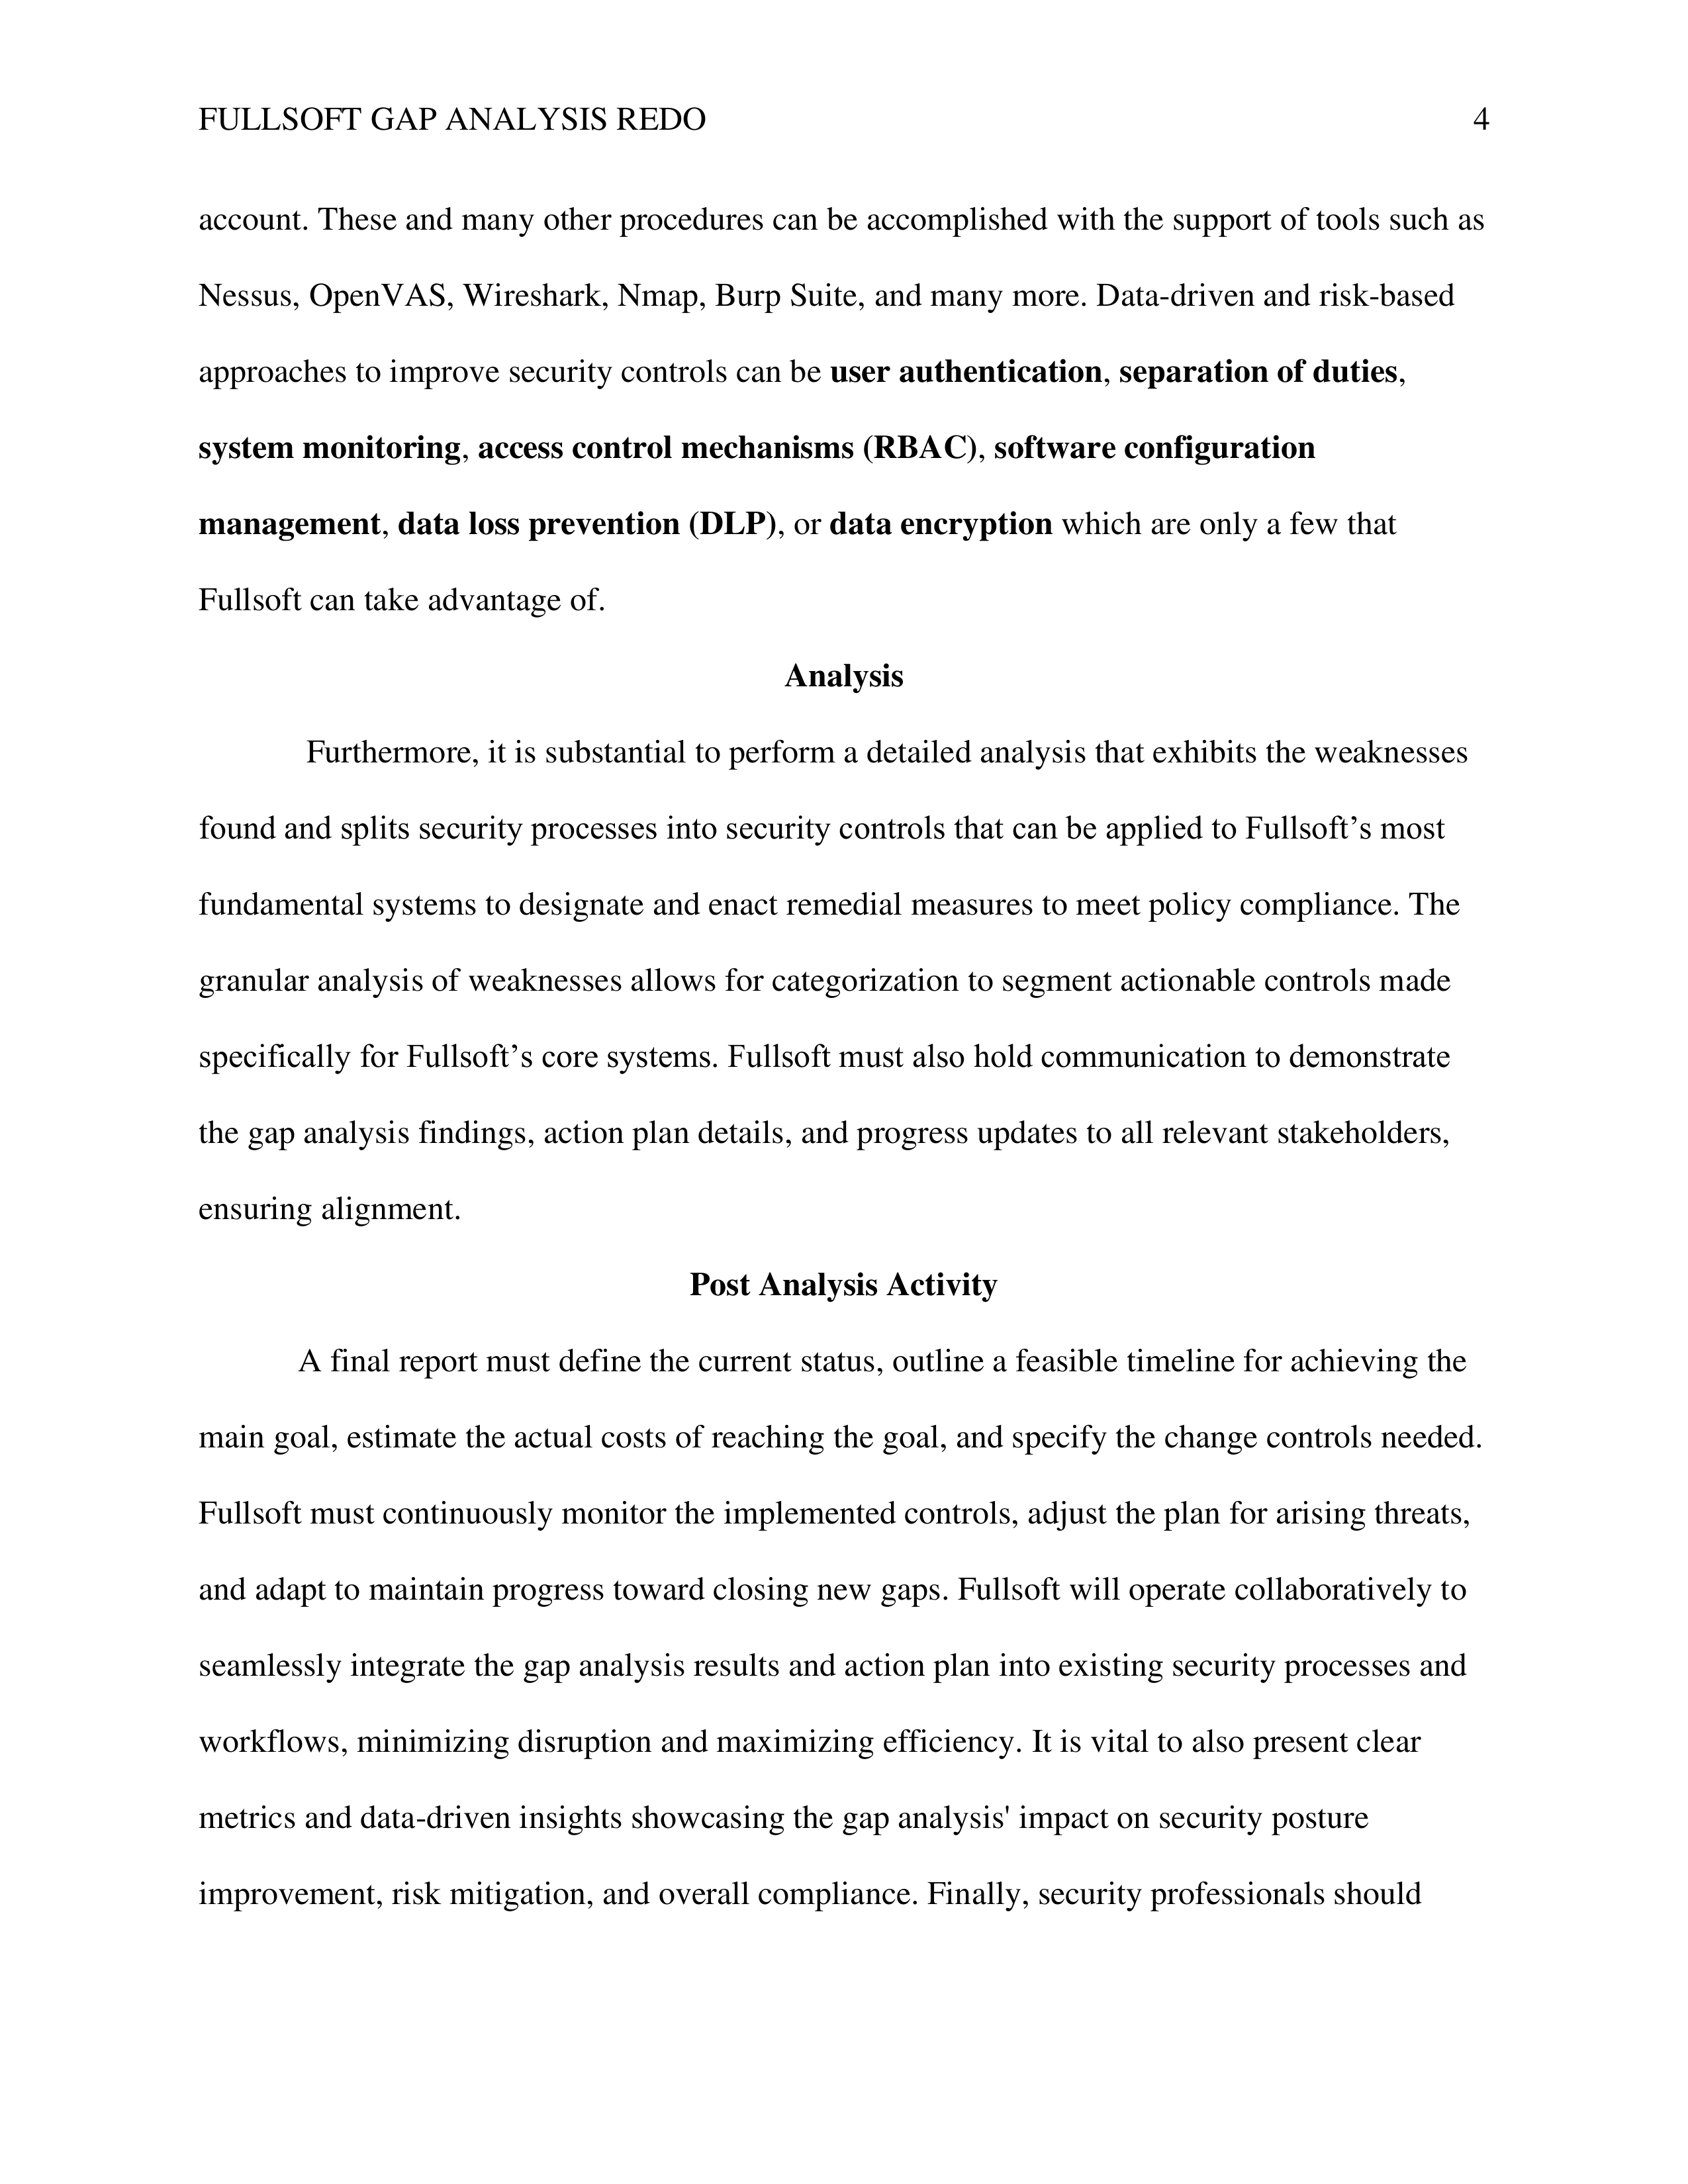 FULLSOFT GAP ANALYSIS REDO 4
account. These and many other procedures can be accomplished with the support of tools such as
Nessus, OpenVAS, Wireshark, Nmap, Burp Suite, and many more. Data-driven and risk-based
approaches to improve security controls can be user authentication, separation of duties,
system monitoring, access control mechanisms (RBAC), software configuration
management, data loss prevention (DLP), or data encryption which are only a few that
Fullsoft can take advantage of.
Analysis
Furthermore, it is substantial to perform a detailed analysis that exhibits the weaknesses
found and splits security processes into security controls that can be applied to Fullsoft’s most
fundamental systems to designate and enact remedial measures to meet policy compliance. The
granular analysis of weaknesses allows for categorization to segment actionable controls made
specifically for Fullsoft’s core systems. Fullsoft must also hold communication to demonstrate
the gap analysis findings, action plan details, and progress updates to all relevant stakeholders,
ensuring alignment.
Post Analysis Activity
A final report must define the current status, outline a feasible timeline for achieving the
main goal, estimate the actual costs of reaching the goal, and specify the change controls needed.
Fullsoft must continuously monitor the implemented controls, adjust the plan for arising threats,
and adapt to maintain progress toward closing new gaps. Fullsoft will operate collaboratively to
seamlessly integrate the gap analysis results and action plan into existing security processes and
workflows, minimizing disruption and maximizing efficiency. It is vital to also present clear
metrics and data-driven insights showcasing the gap analysis' impact on security posture
improvement, risk mitigation, and overall compliance. Finally, security professionals should